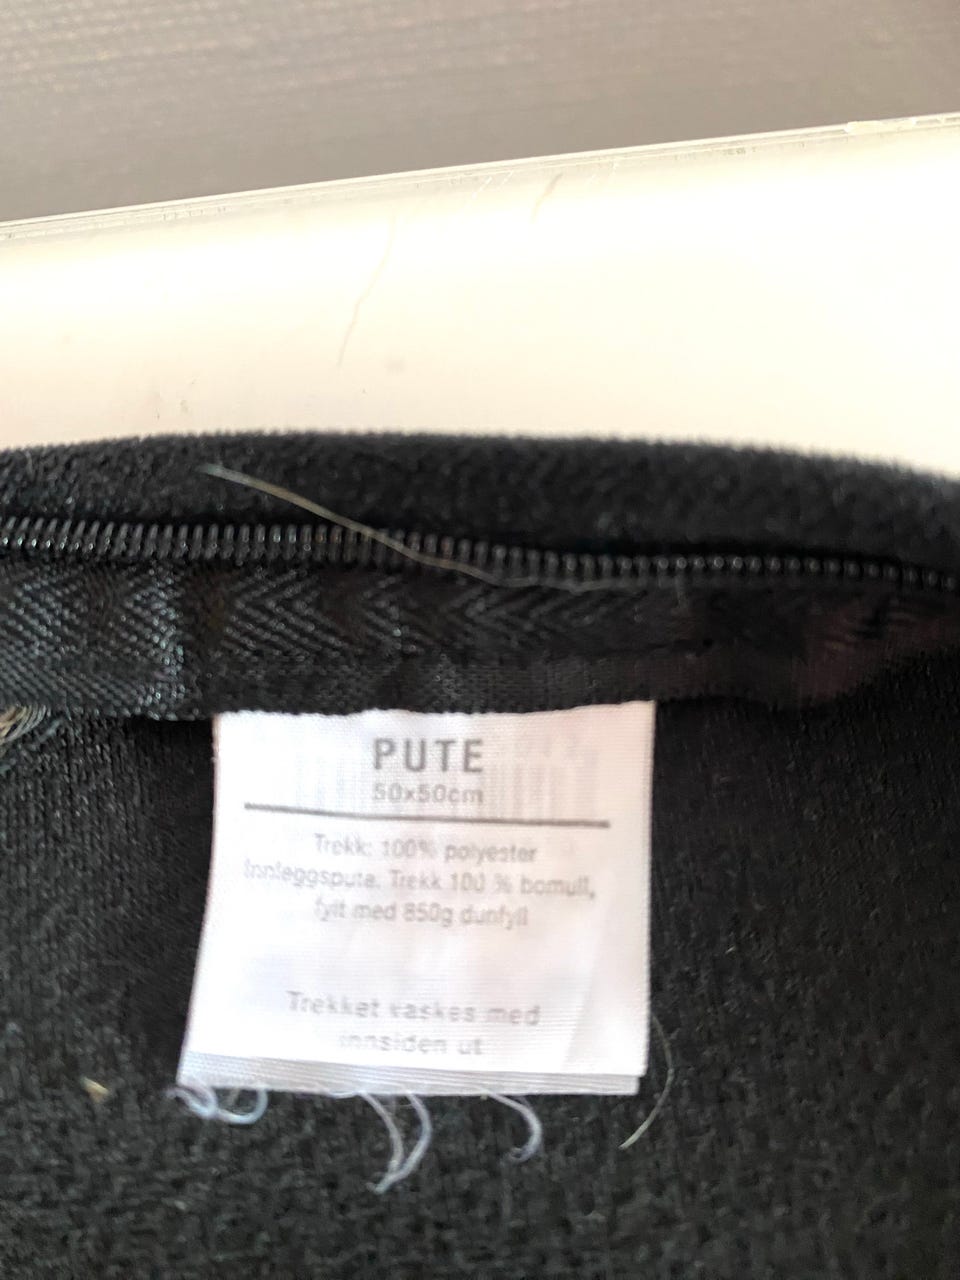 PUTE
50x50cm
Trekk: 100% polyester
Innleggspute: Trekk 100 % bomull,
fylt med 850g dunfyll
Trekket vaskes med
innsiden ut